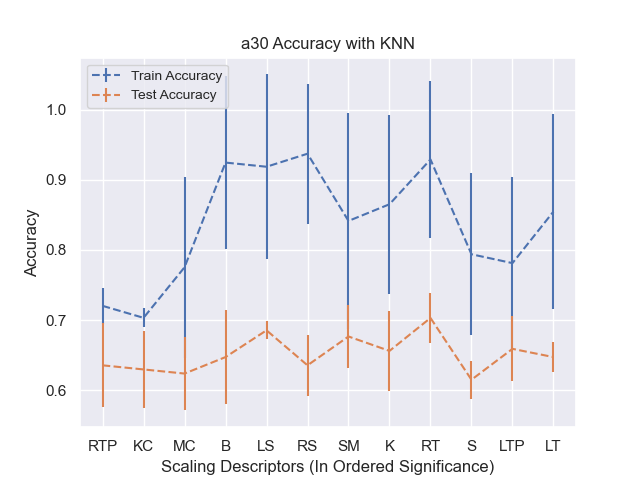 a30 Accuracy with KNN
Train Accuracy
Test Accuracy
Accuracy
1.0
0.9
0.8
0.7
0.6
RTP KC MC B LS RS SM K RT S LTP LT
Scaling Descriptors (In Ordered Significance)